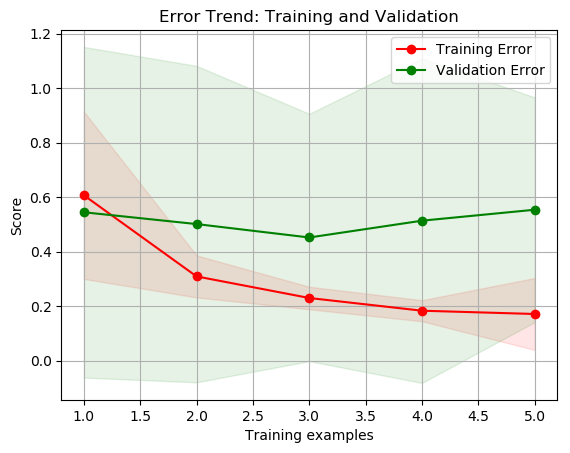 Error Trend: Training and Validation
1.2
1.0
0.8
0.6
0.4
0.2
0.0
Score
Training Error
Validation Error
1.0 1.5 2.0 2.5 3.0 3.5 4.0 4.5 5.0
Training examples